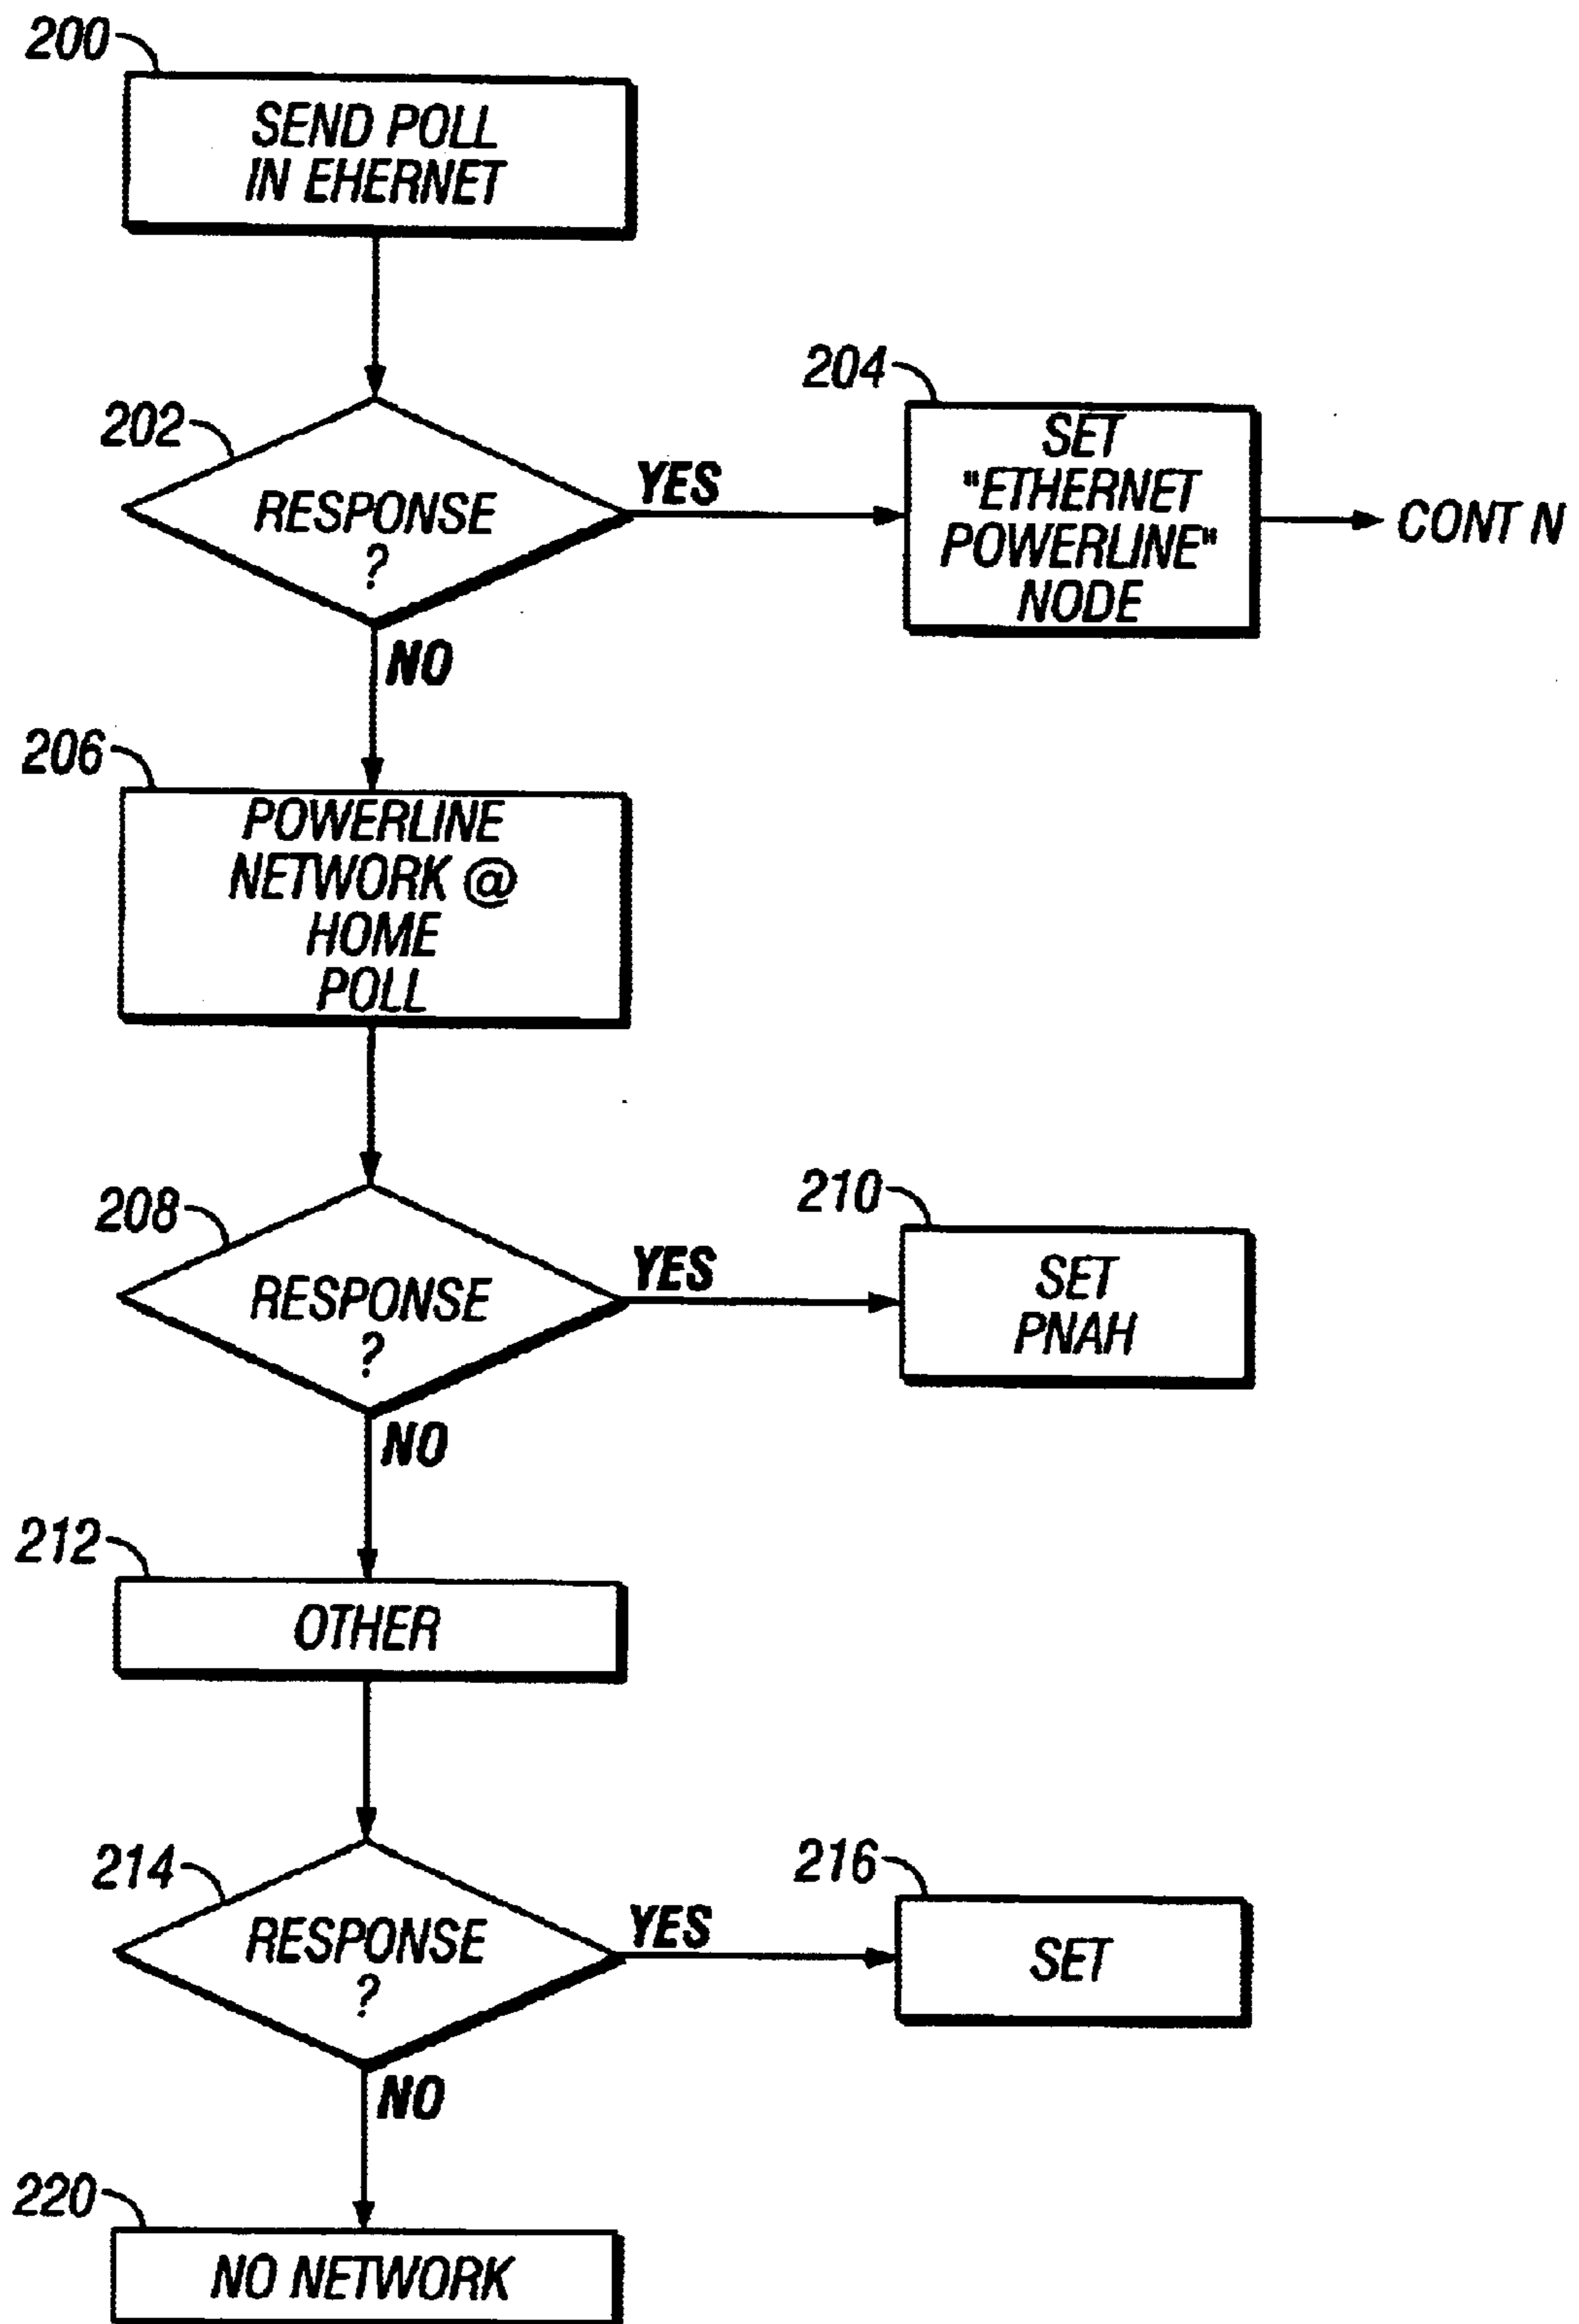 200
SEND POLL
IN EHERNET
202
RESPONSE
?
YES
204
SET
"ETHERNET
POWERLINE"
NODE
CONT N
NO
206
POWERLINE
NETWORK @
HOME
POLL
208
RESPONSE
?
YES
210
SET
PNAH
NO
212
OTHER
214
RESPONSE
?
YES
216
SET
NO
220
NO NETWORK